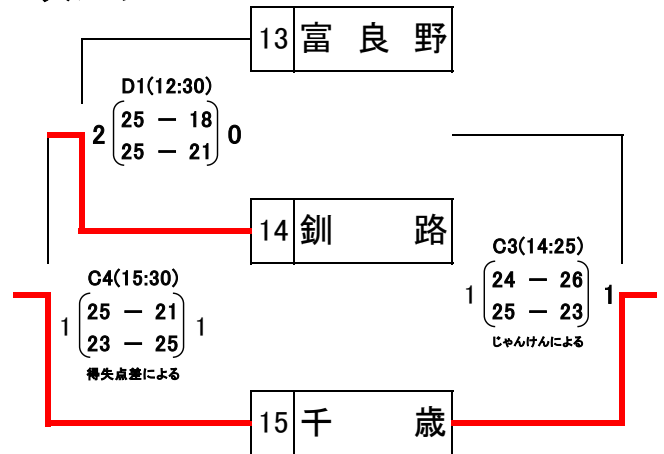 13 富良野
D1(12:30)
2 25 － 18 0
25 － 21
14 釧路
C4(15:30)
1 25 － 21 1
23 － 25
得失点差による
C3(14:25)
1 24 － 26 1
25 － 23
じゃんけんによる
15 千歳